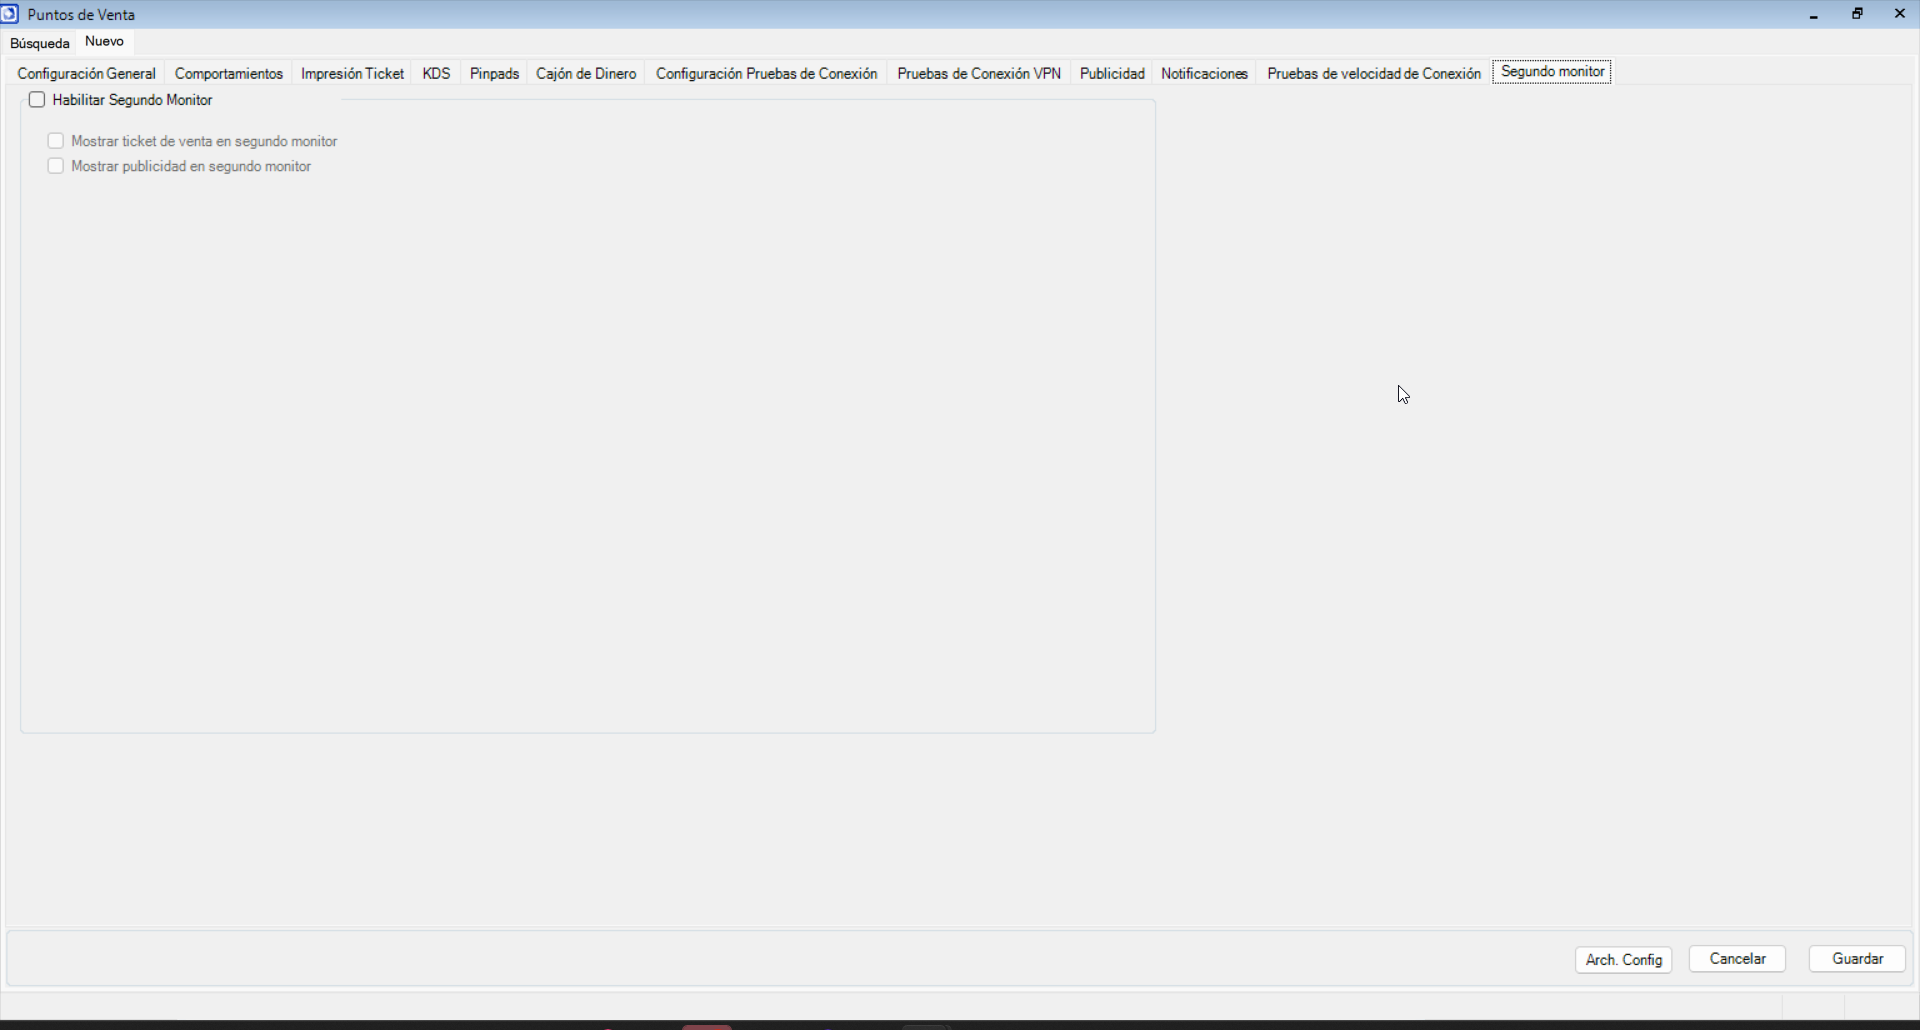 Puntos de Venta
Búsqueda Nuevo
Configuración General Comportamientos Impresión Ticket KDS Pinpads Cajón de Dinero Configuración Pruebas de Conexión Pruebas de Conexión VPN Publicidad Notificaciones Pruebas de velocidad de Conexión Segundo monitor
Habilitar Segundo Monitor
Mostrar ticket de venta en segundo monitor
Mostrar publicidad en segundo monitor
Arch. Config Cancelar Guardar